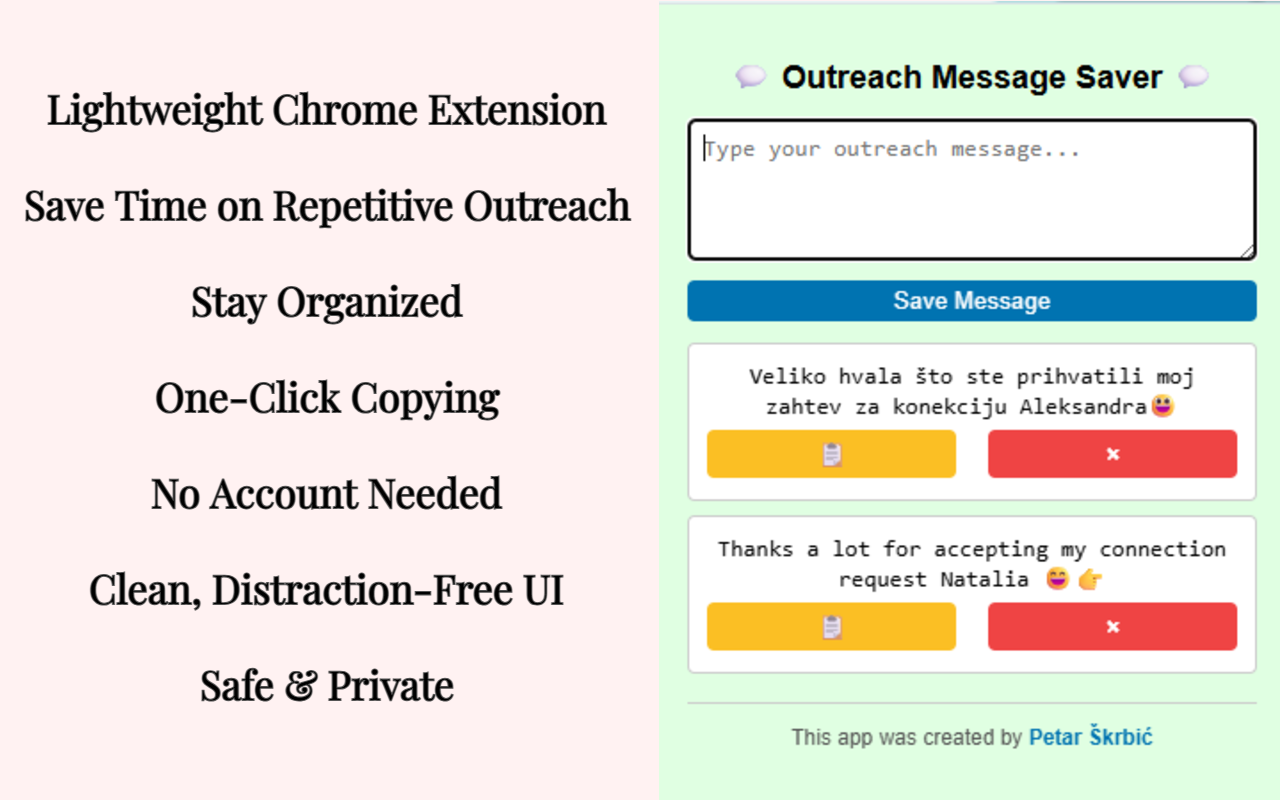 Lightweight Chrome Extension
Save Time on Repetitive Outreach
Stay Organized
One-Click Copying
No Account Needed
Clean, Distraction-Free UI
Safe & Private
💬 Outreach Message Saver 💬
Type your outreach message...
Save Message
Veliko hvala što ste prihvatili moj
zahtev za konekciju Aleksandra😃
📋 ✖
Thanks a lot for accepting my connection
request Natalia 😄 👉
📋 ✖
This app was created by Petar Škrbić